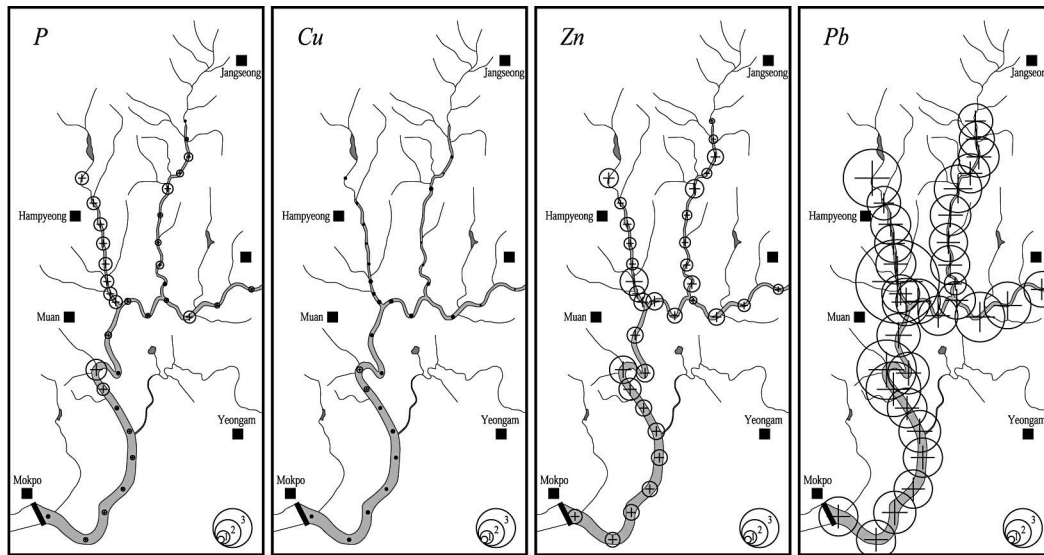 P
Jangseong
Hampyeong
Muan
Yeongam
Mokpo
1 2 3
Cu
Jangseong
Hampyeong
Muan
Yeongam
Mokpo
1 2 3
Zn
Jangseong
Hampyeong
Muan
Yeongam
Mokpo
1 2 3
Pb
Jangseong
Hampyeong
Muan
Yeongam
Mokpo
1 2 3